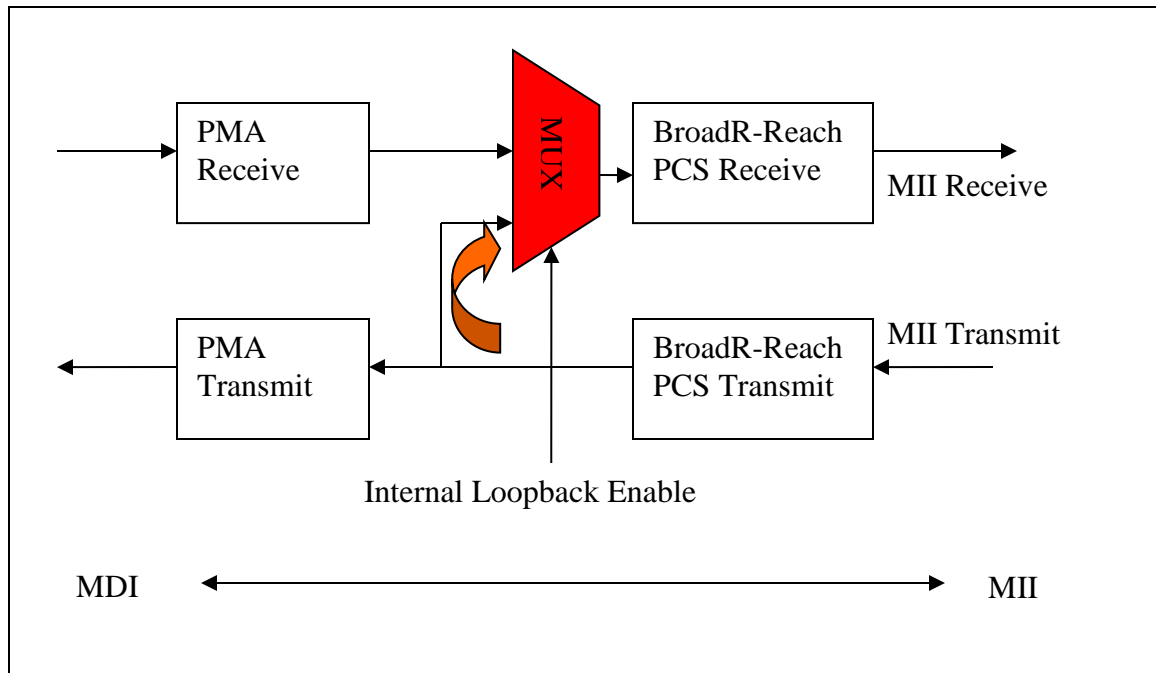 PMA
Receive
MUX
BroadR-Reach
PCS Receive
MII Receive
PMA
Transmit
BroadR-Reach
PCS Transmit
MII Transmit
Internal Loopback Enable
MDI
MII